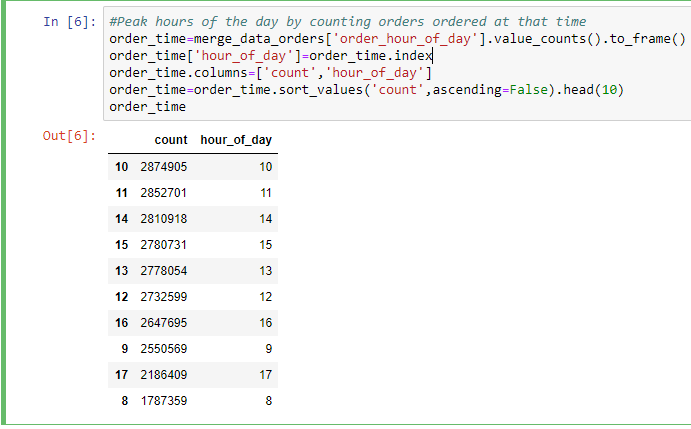 In [6]: #Peak hours of the day by counting orders ordered at that time
order_time=merge_data_orders['order_hour_of_day'].value_counts().to_frame()
order_time['hour_of_day']=order_time.index
order_time.columns=['count','hour_of_day']
order_time=order_time.sort_values('count',ascending=False).head(10)
order_time
Out[6]:
count hour_of_day
10 2874905 10
11 2852701 11
14 2810918 14
15 2780731 15
13 2778054 13
12 2732599 12
16 2647695 16
9 2550569 9
17 2186409 17
8 1787359 8